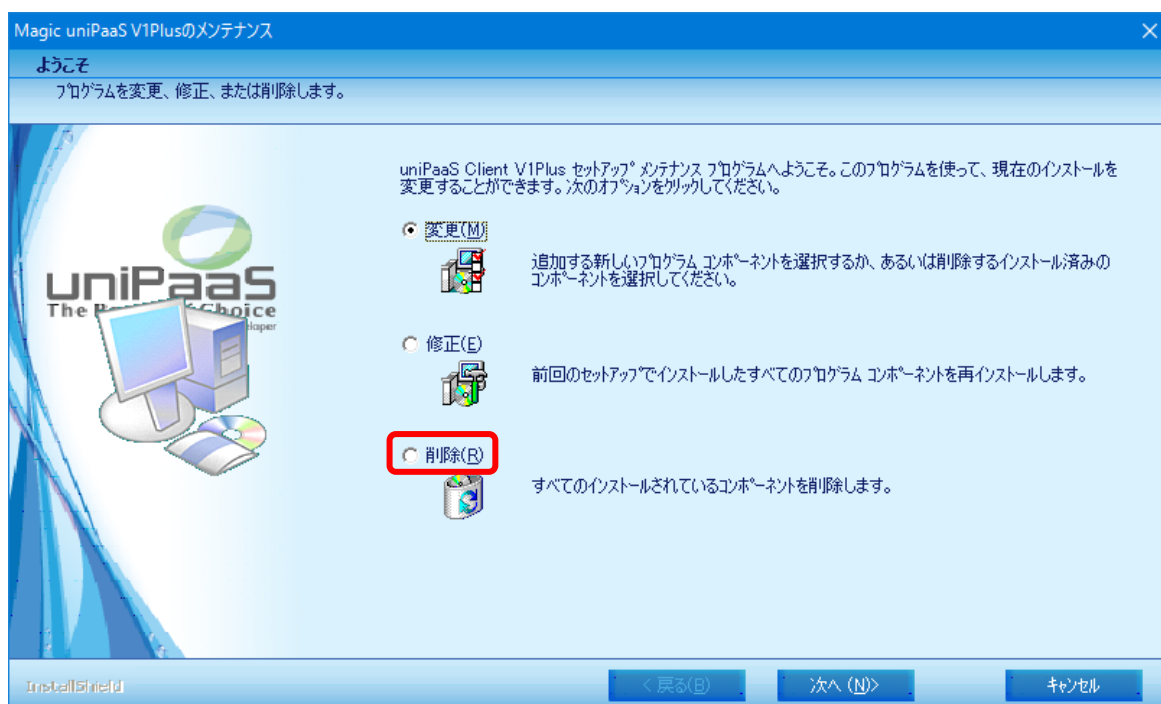 Magic uniPaaS V1Plusのメンテナンス
ようこそ
プログラムを変更、修正、または削除します。
uniPaaS Client V1Plus セットアップ メンテナンス プログラムへようこそ。このプログラムを使って、現在のインストールを
変更することができます。次のオプションをクリックしてください。
変更(M)
追加する新しいプログラム コンポーネントを選択するか、あるいは削除するインストール済みの
コンポーネントを選択してください。
uniPaaS
The Choice
eloper
修正(E)
前回のセットアップでインストールしたすべてのプログラム コンポーネントを再インストールします。
削除(R)
すべてのインストールされているコンポーネントを削除します。
InstallShield
< 戻る(B)
次へ (N)>
キャンセル